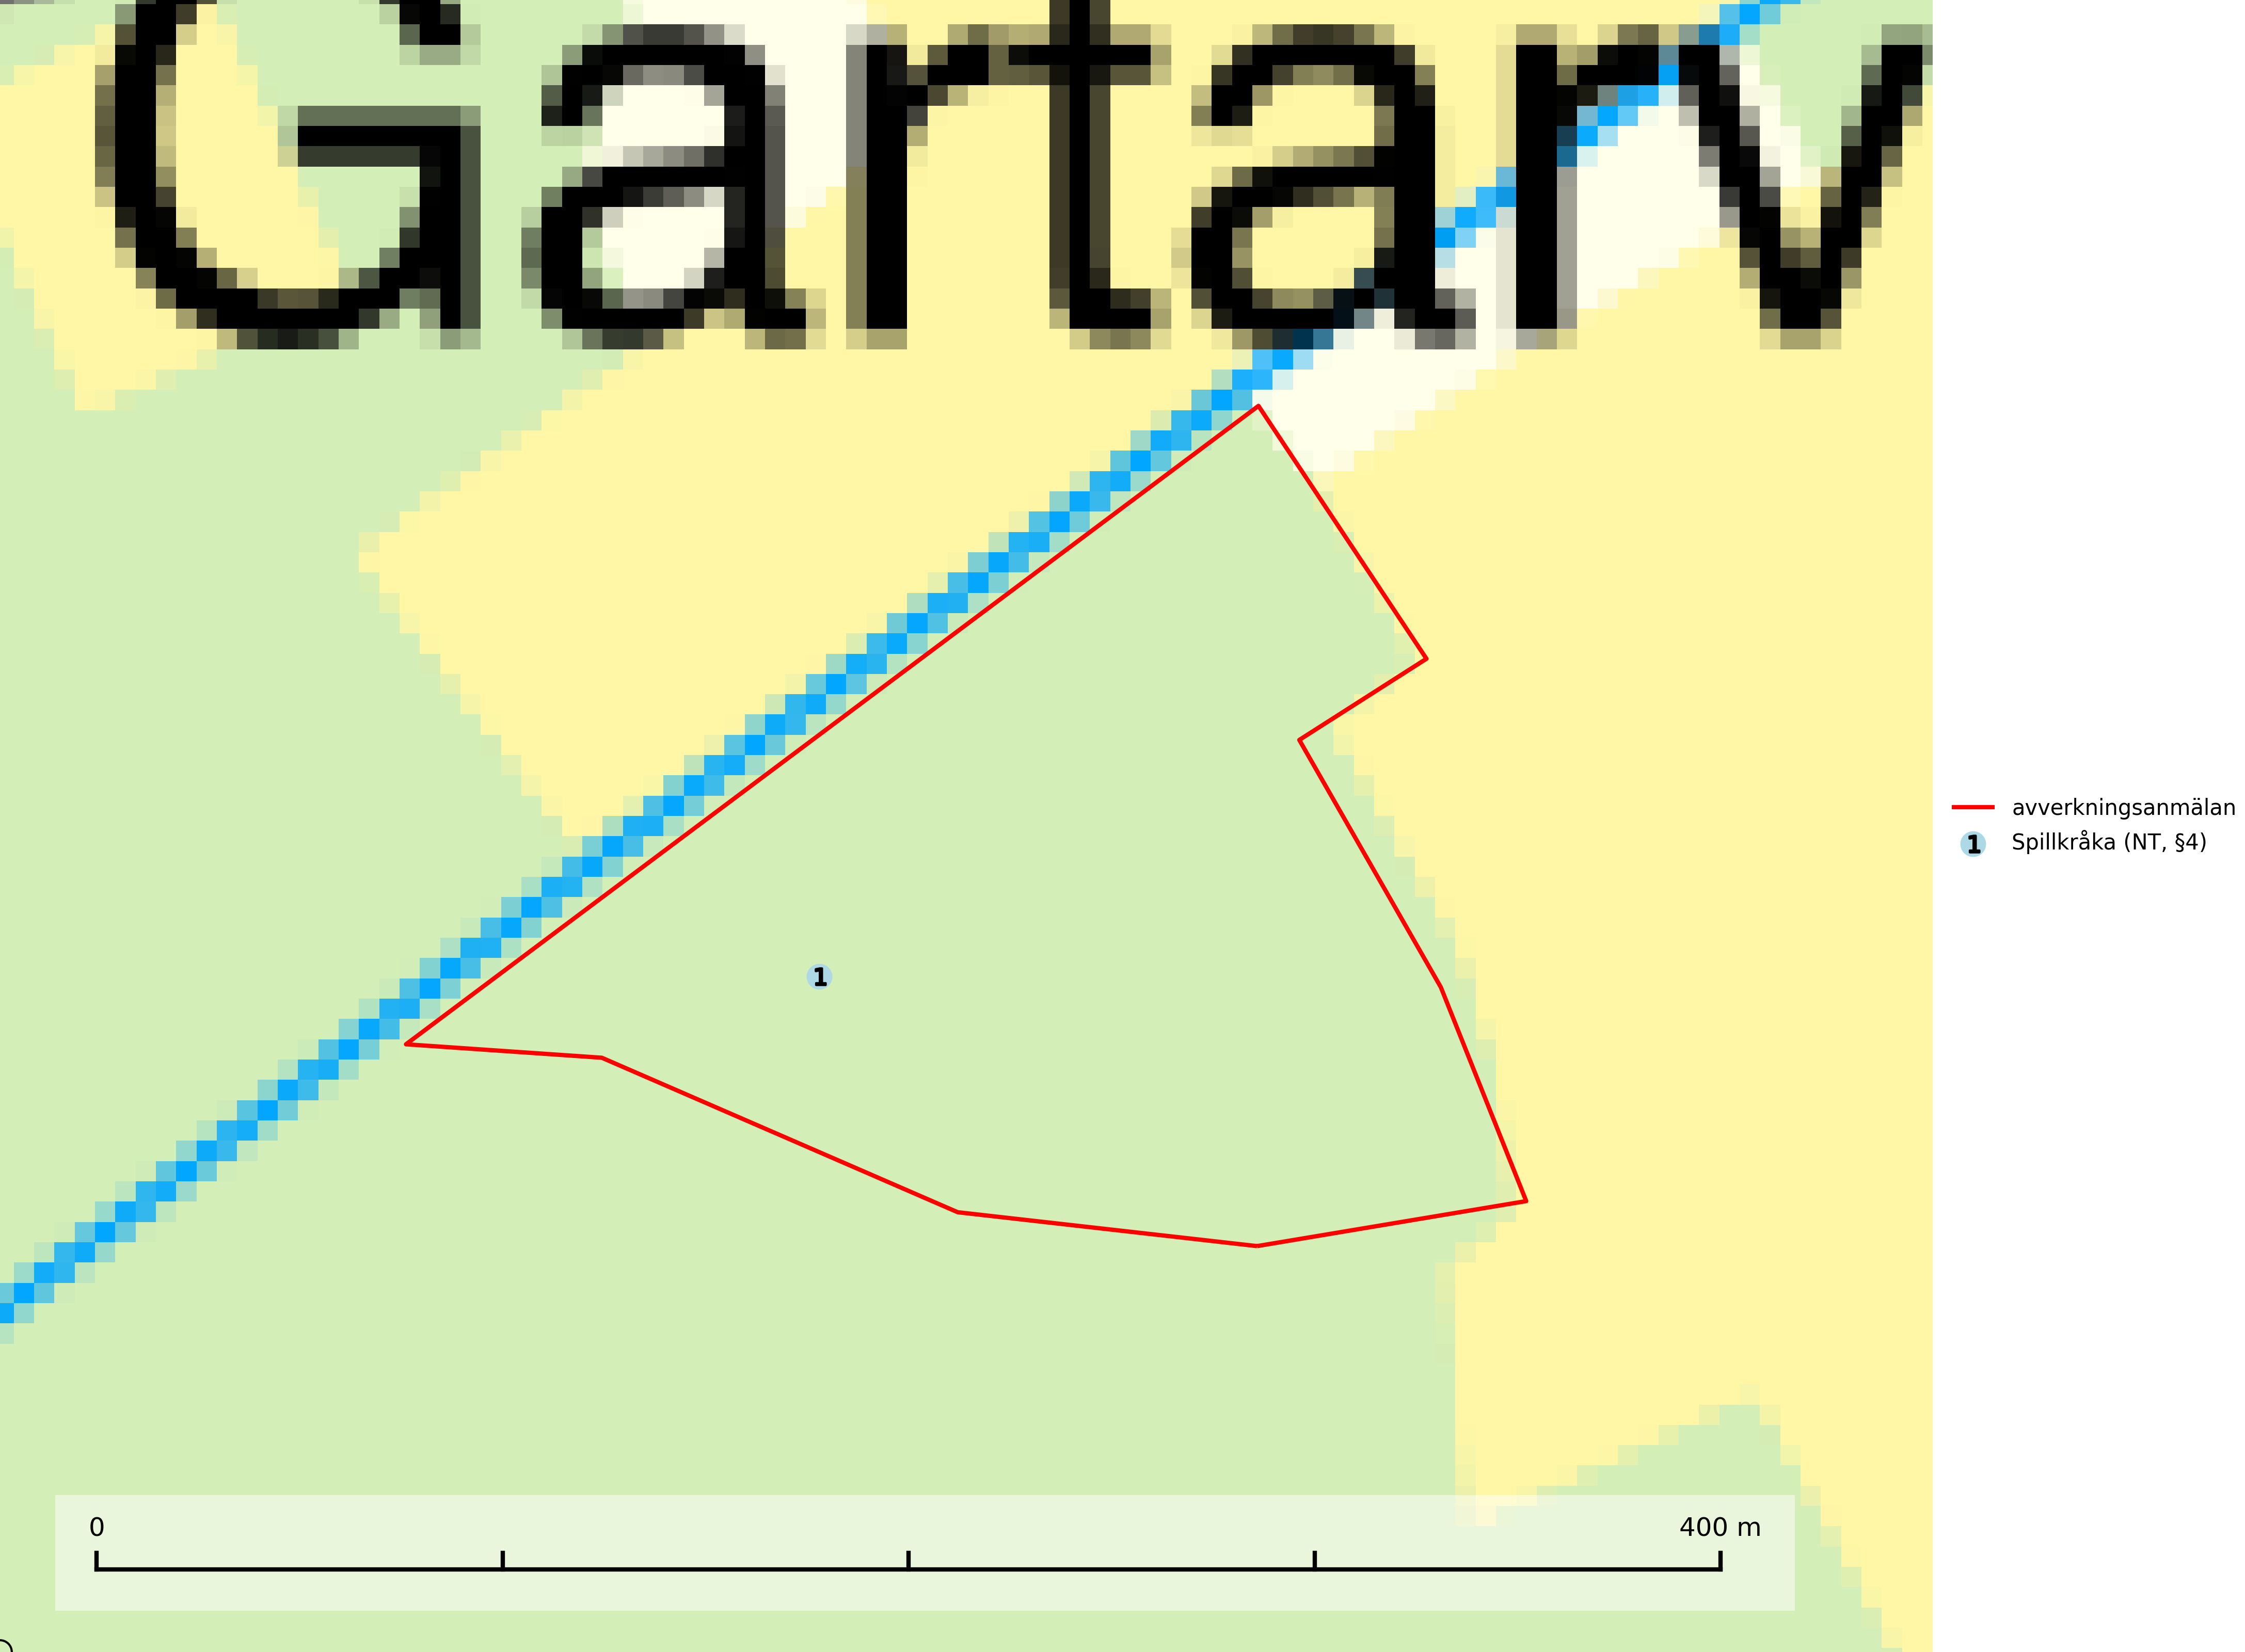 Gartarv
avverkningsanmälan
1 Spillkråka (NT, §4)
1
0 400 m